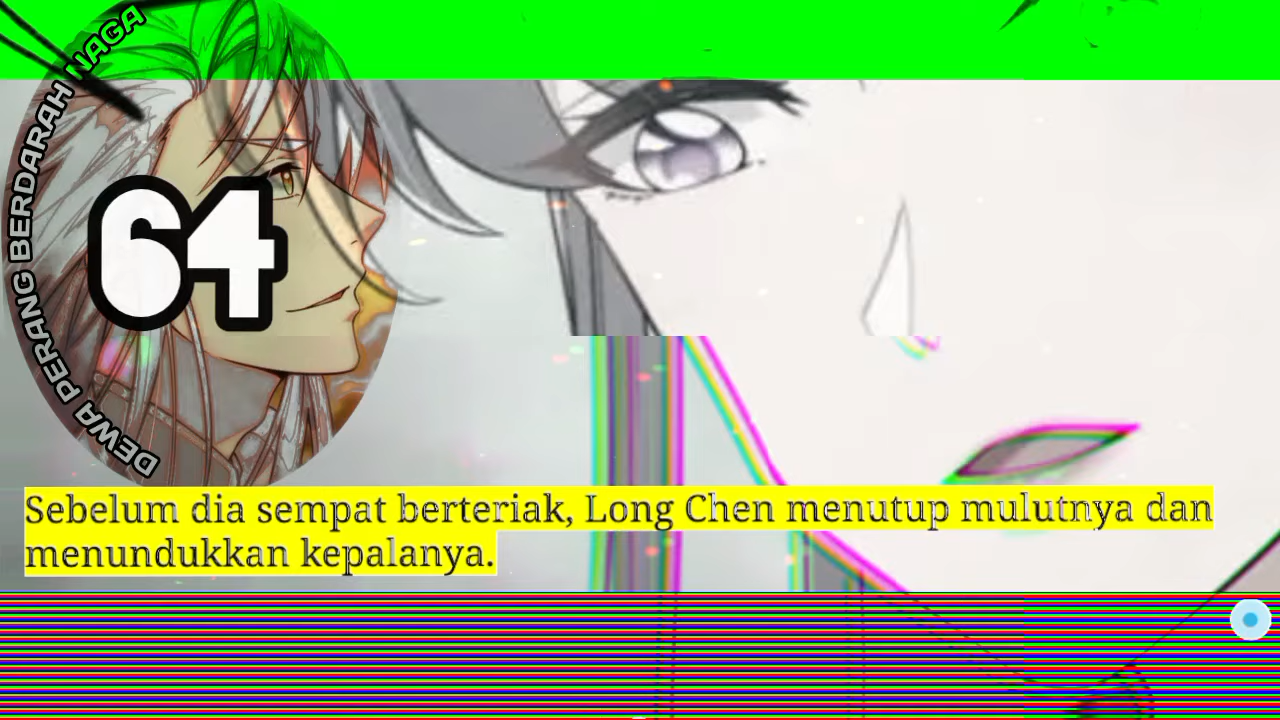 DEWA PERANG BERDARAH NAGA
64
Sebelum dia sempat berteriak, Long Chen menutup mulutnya dan
menundukkan kepalanya.